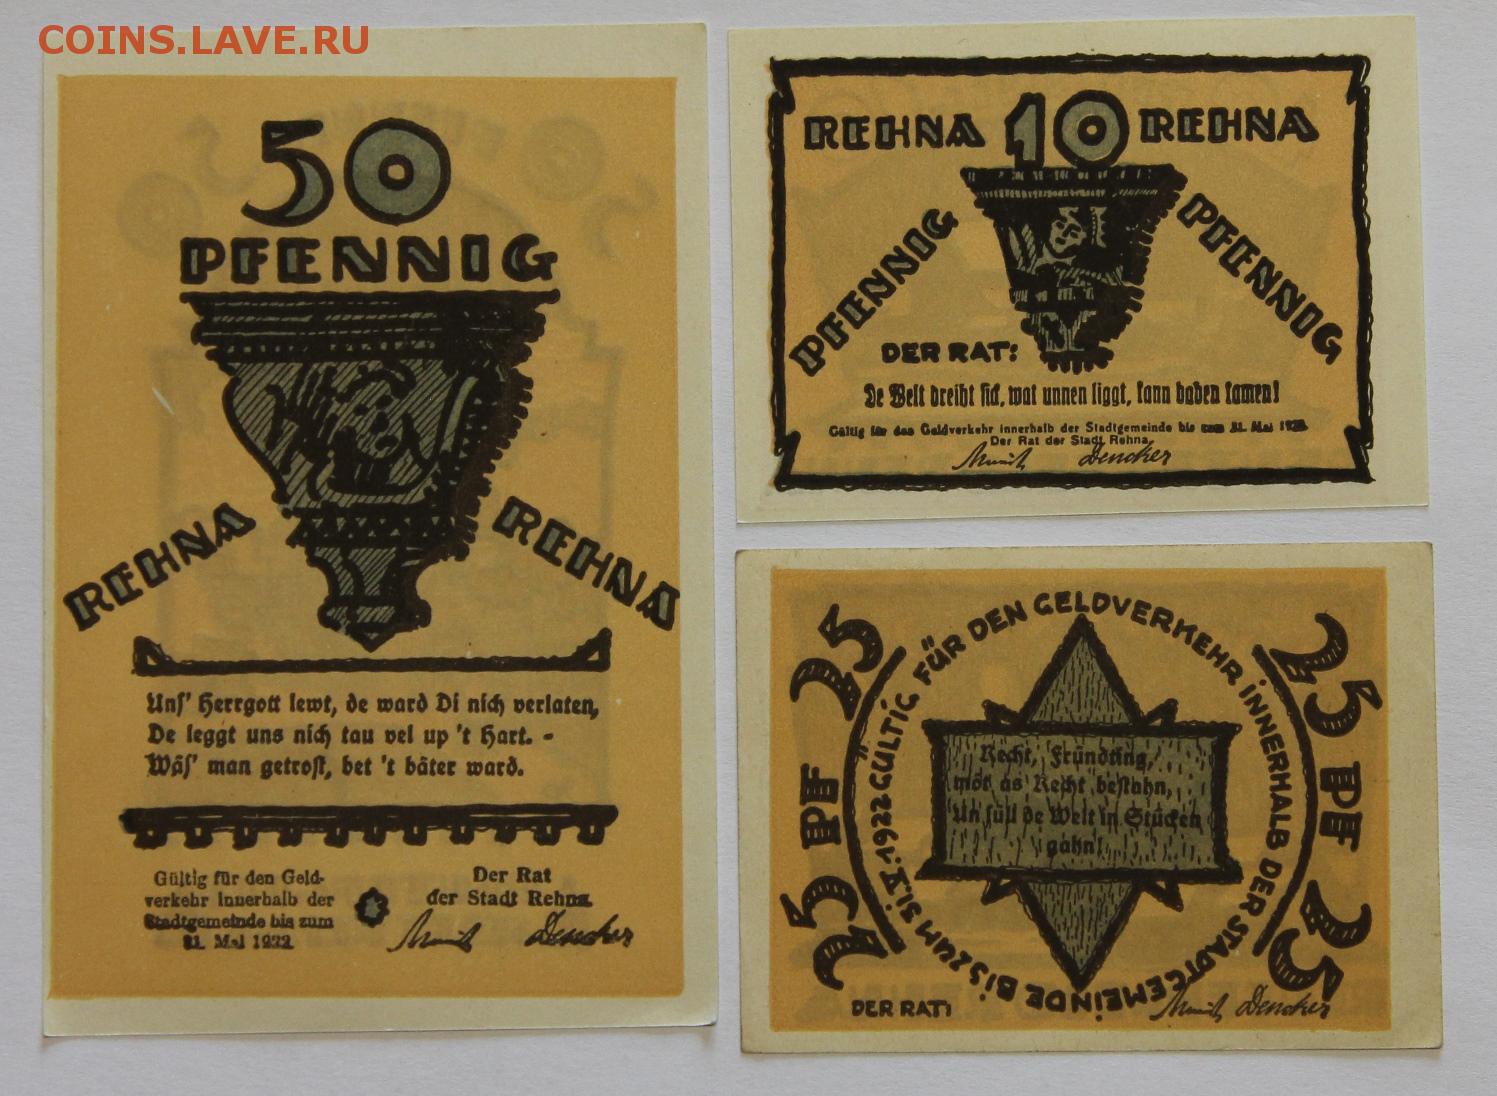 COINS.LAVE.RU
50
PFENNIG
REHNA REHNA
Uns' Herrgott lewt, de ward Di nich verlaten,
De leggt uns nich tau vel up 't Hart. -
Wäs' man getrost, bet 't bäter ward.
Gültig für den Geld-
verkehr innerhalb der
Stadtgemeinde bis zum
31. Mai 1922
Der Rat
der Stadt Rehna
Dencker
REHNA 10 REHNA
PFENNIG PFENNIG
DER RAT:
De Welt dreiht sick, wat unnen liggt, kann baben kamen!
Gültig für den Geldverkehr innerhalb der Stadtgemeinde bis zum 31. Mai 1922
Der Rat der Stadt Rehna
Dencker
25 PF 25
GÜLTIG FÜR DEN GELDVERKEHR INNERHALB DER STADTGEMEINDE BIS ZUM 31.V.1922
Recht, Fründting,
möt as Recht bestahn,
Un süll de Welt in Stücken
gahn!
25 PF 25
DER RAT:
Dencker